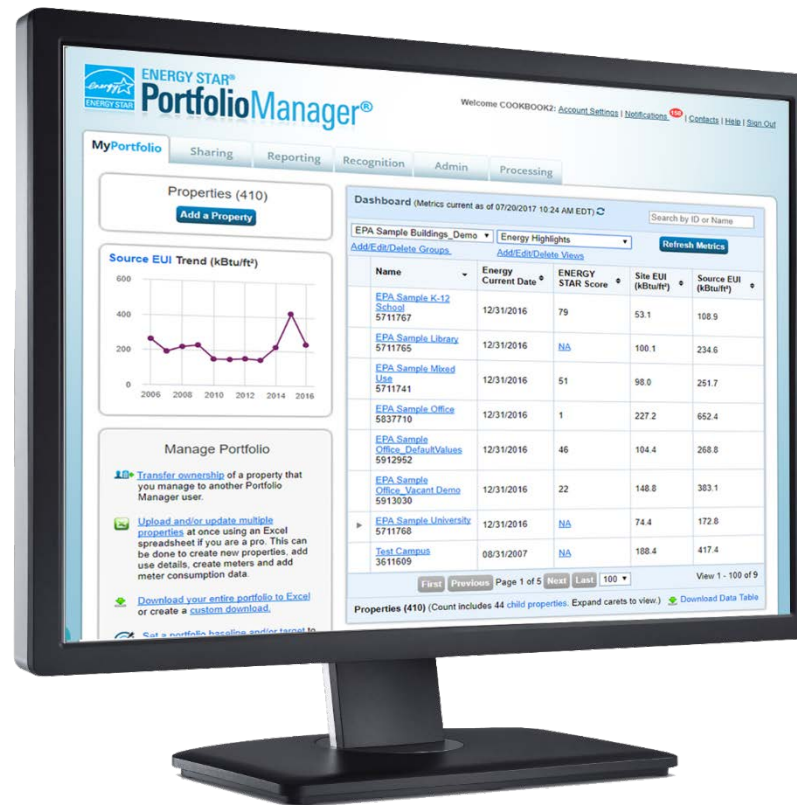 energy
ENERGY STAR
ENERGY STAR®
PortfolioManager®
Welcome COOKBOOK2: Account Settings | Notifications 198 | Contacts | Help | Sign Out
MyPortfolio
Sharing
Reporting
Recognition
Admin
Processing
Properties (410)
Add a Property
Source EUI Trend (kBtu/ft²)
600
400
200
0
2006 2008 2010 2012 2014 2016
Manage Portfolio
Transfer ownership of a property that
you manage to another Portfolio
Manager user.
Upload and/or update multiple
properties at once using an Excel
spreadsheet if you are a pro. This can
be done to create new properties, add
use details, create meters and add
meter consumption data.
Download your entire portfolio to Excel
or create a custom download.
Set a portfolio baseline and/or target to
Dashboard (Metrics current as of 07/20/2017 10:24 AM EDT)
Search by ID or Name
EPA Sample Buildings_Demo
Energy Highlights
Refresh Metrics
Add/Edit/Delete Groups
Add/Edit/Delete Views
Name
Energy
Current Date
ENERGY
STAR Score
Site EUI
(kBtu/ft²)
Source EUI
(kBtu/ft²)
EPA Sample K-12
School
5711767
12/31/2016 79 53.1 108.9
EPA Sample Library
5711765
12/31/2016 NA 100.1 234.6
EPA Sample Mixed
Use
5711741
12/31/2016 51 98.0 251.7
EPA Sample Office
5837710
12/31/2016 1 227.2 652.4
EPA Sample
Office_DefaultValues
5912952
12/31/2016 46 104.4 268.8
EPA Sample
Office_Vacant Demo
5913030
12/31/2016 22 148.8 383.1
EPA Sample University
5711768
12/31/2016 NA 74.4 172.8
Test Campus
3611609
08/31/2007 NA 188.4 417.4
First Previous Page 1 of 5 Next Last 100
View 1 - 100 of 9
Properties (410) (Count includes 44 child properties. Expand carets to view.)
Download Data Table